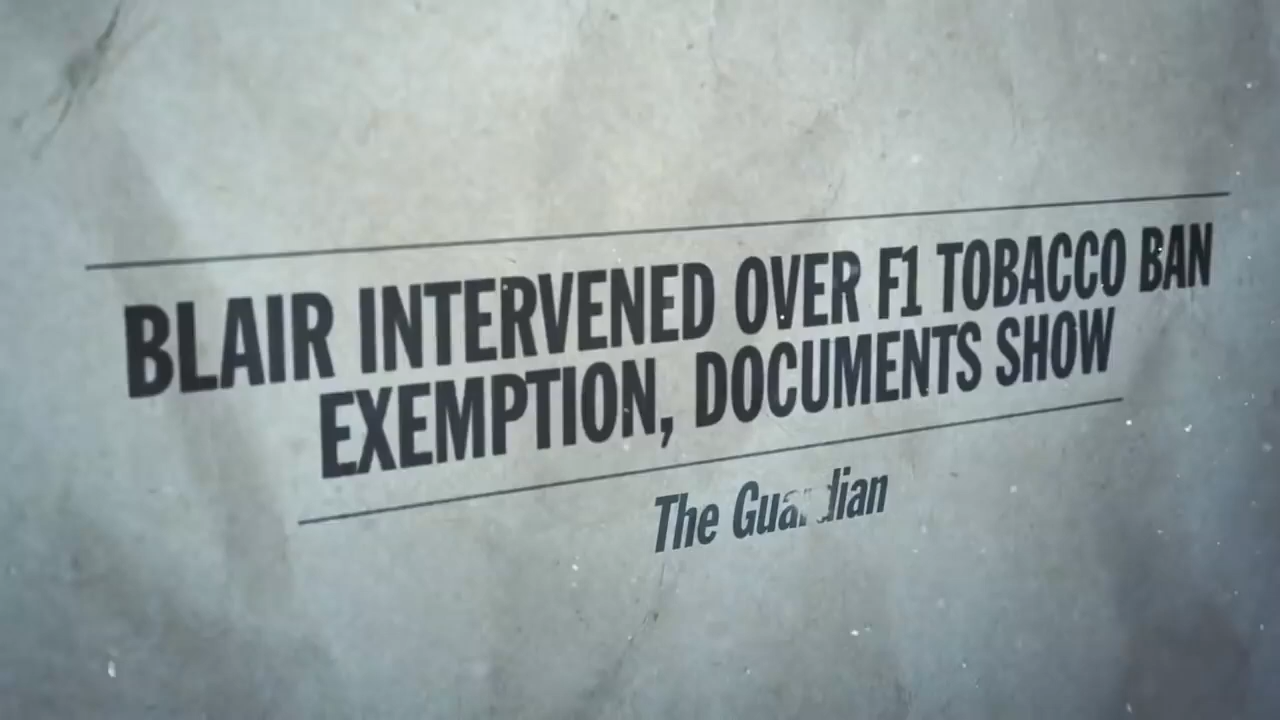 BLAIR INTERVENED OVER F1 TOBACCO BAN
EXEMPTION, DOCUMENTS SHOW
The Guardian